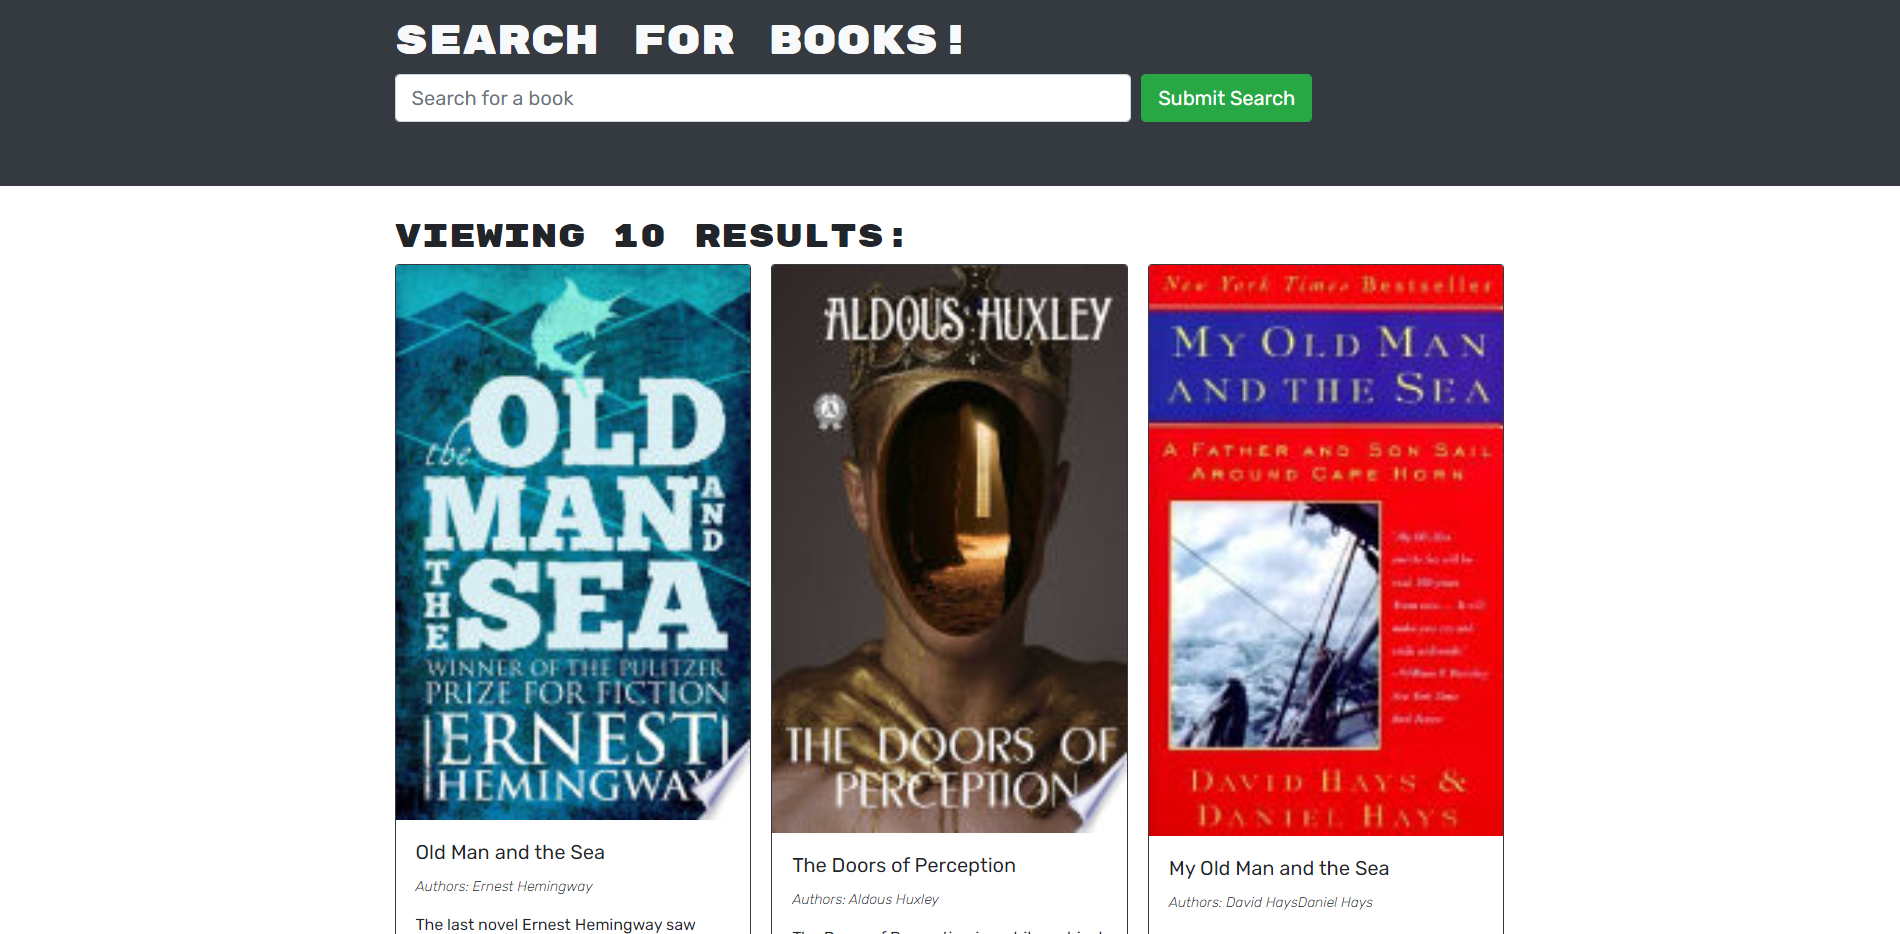 SEARCH FOR BOOKS!
Search for a book
Submit Search
VIEWING 10 RESULTS:
the OLD
MAN AND
THE SEA
WINNER OF THE PULITZER
PRIZE FOR FICTION
ERNEST
HEMINGWAY
Old Man and the Sea
Authors: Ernest Hemingway
The last novel Ernest Hemingway saw
ALDOUS HUXLEY
THE DOORS OF
PERCEPTION
The Doors of Perception
Authors: Aldous Huxley
New York Times Bestseller
MY OLD MAN
AND THE SEA
A FATHER AND SON SAIL
AROUND CAPE HORN
DAVID HAYS &
DANIEL HAYS
My Old Man and the Sea
Authors: David HaysDaniel Hays